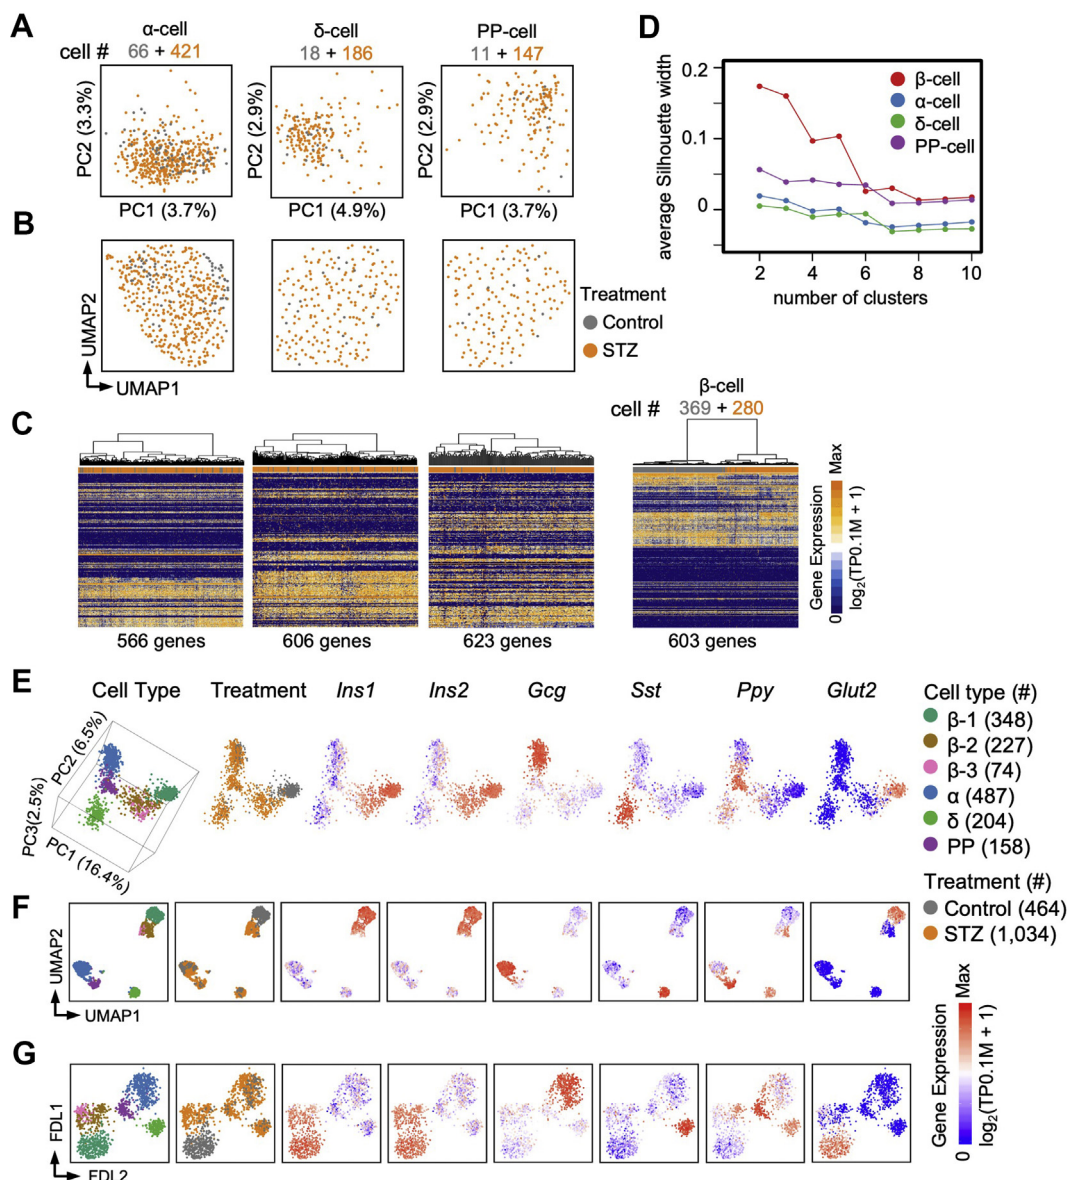 A
α-cell
δ-cell
PP-cell
cell #
66 + 421
18 + 186
11 + 147
PC2 (3.3%)
PC2 (2.9%)
PC2 (2.9%)
PC1 (3.7%)
PC1 (4.9%)
PC1 (3.7%)
B
UMAP2
UMAP1
Treatment
Control
STZ
D
average Silhouette width
0.2
0.1
0
β-cell
α-cell
δ-cell
PP-cell
2 4 6 8 10
number of clusters
C
β-cell
cell # 369 + 280
566 genes
606 genes
623 genes
603 genes
Gene Expression
log2(TP0.1M + 1)
0
Max
E
Cell Type
Treatment
Ins1
Ins2
Gcg
Sst
Ppy
Glut2
PC2 (6.5%)
PC3(2.5%)
PC1 (16.4%)
Cell type (#)
β-1 (348)
β-2 (227)
β-3 (74)
α (487)
δ (204)
PP (158)
Treatment (#)
Control (464)
STZ (1,034)
F
UMAP2
UMAP1
G
FDL1
FDL2
Gene Expression
log2(TP0.1M + 1)
0
Max